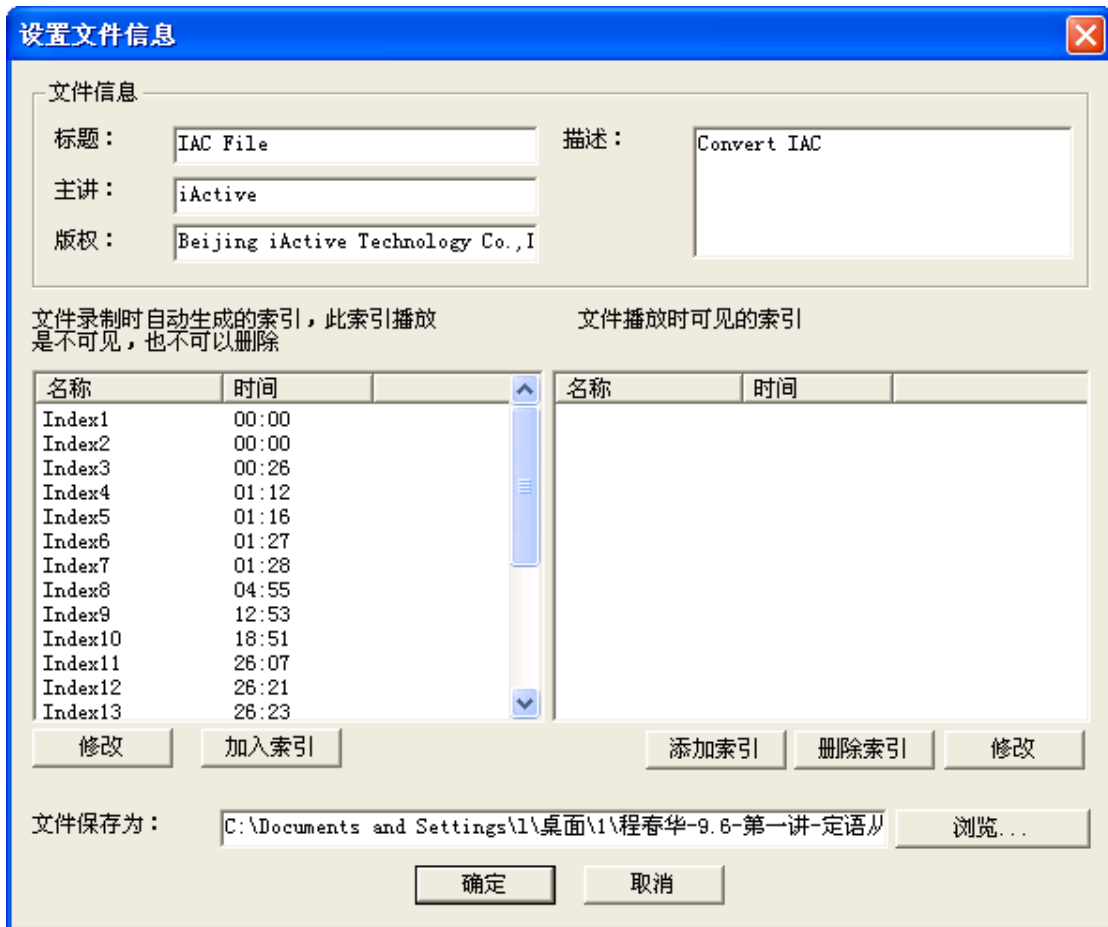 设置文件信息
文件信息
标题：
IAC File
描述：
Convert IAC
主讲：
iActive
版权：
Beijing iActive Technology Co.,I
文件录制时自动生成的索引，此索引播放
是不可见，也不可以删除
文件播放时可见的索引
名称 时间
名称 时间
Index1 00:00
Index2 00:00
Index3 00:26
Index4 01:12
Index5 01:16
Index6 01:27
Index7 01:28
Index8 04:55
Index9 12:53
Index10 18:51
Index11 26:07
Index12 26:21
Index13 26:23
修改
加入索引
添加索引
删除索引
修改
文件保存为：
C:\Documents and Settings\l\桌面\1\程春华-9.6-第一讲-定语从
浏览...
确定
取消